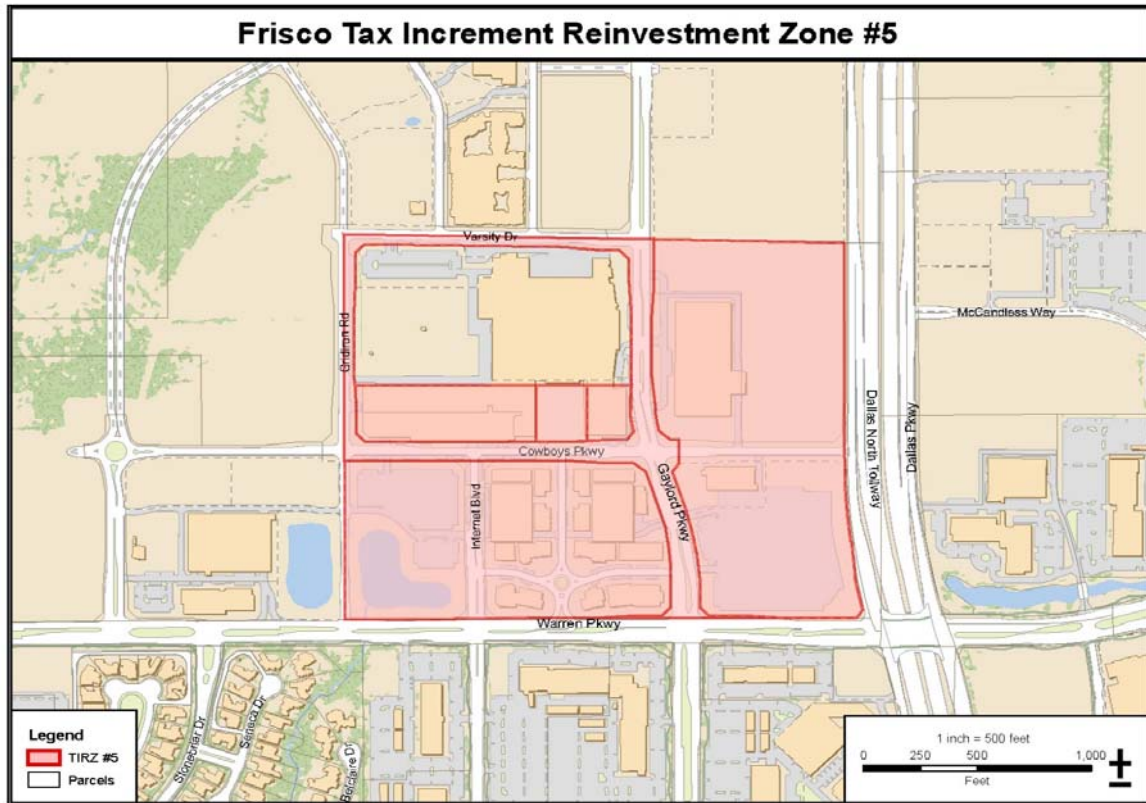 Frisco Tax Increment Reinvestment Zone #5
Varsity Dr
McCandless Way
Gridiron Rd
Dallas North Tollway
Dallas Pkwy
Cowboys Pkwy
Internet Blvd
Gaylord Pkwy
Warren Pkwy
Stonebriar Dr
Seneca Dr
Belclaire Dr
Legend
TIRZ #5
Parcels
1 inch = 500 feet
0 250 500 1,000
Feet